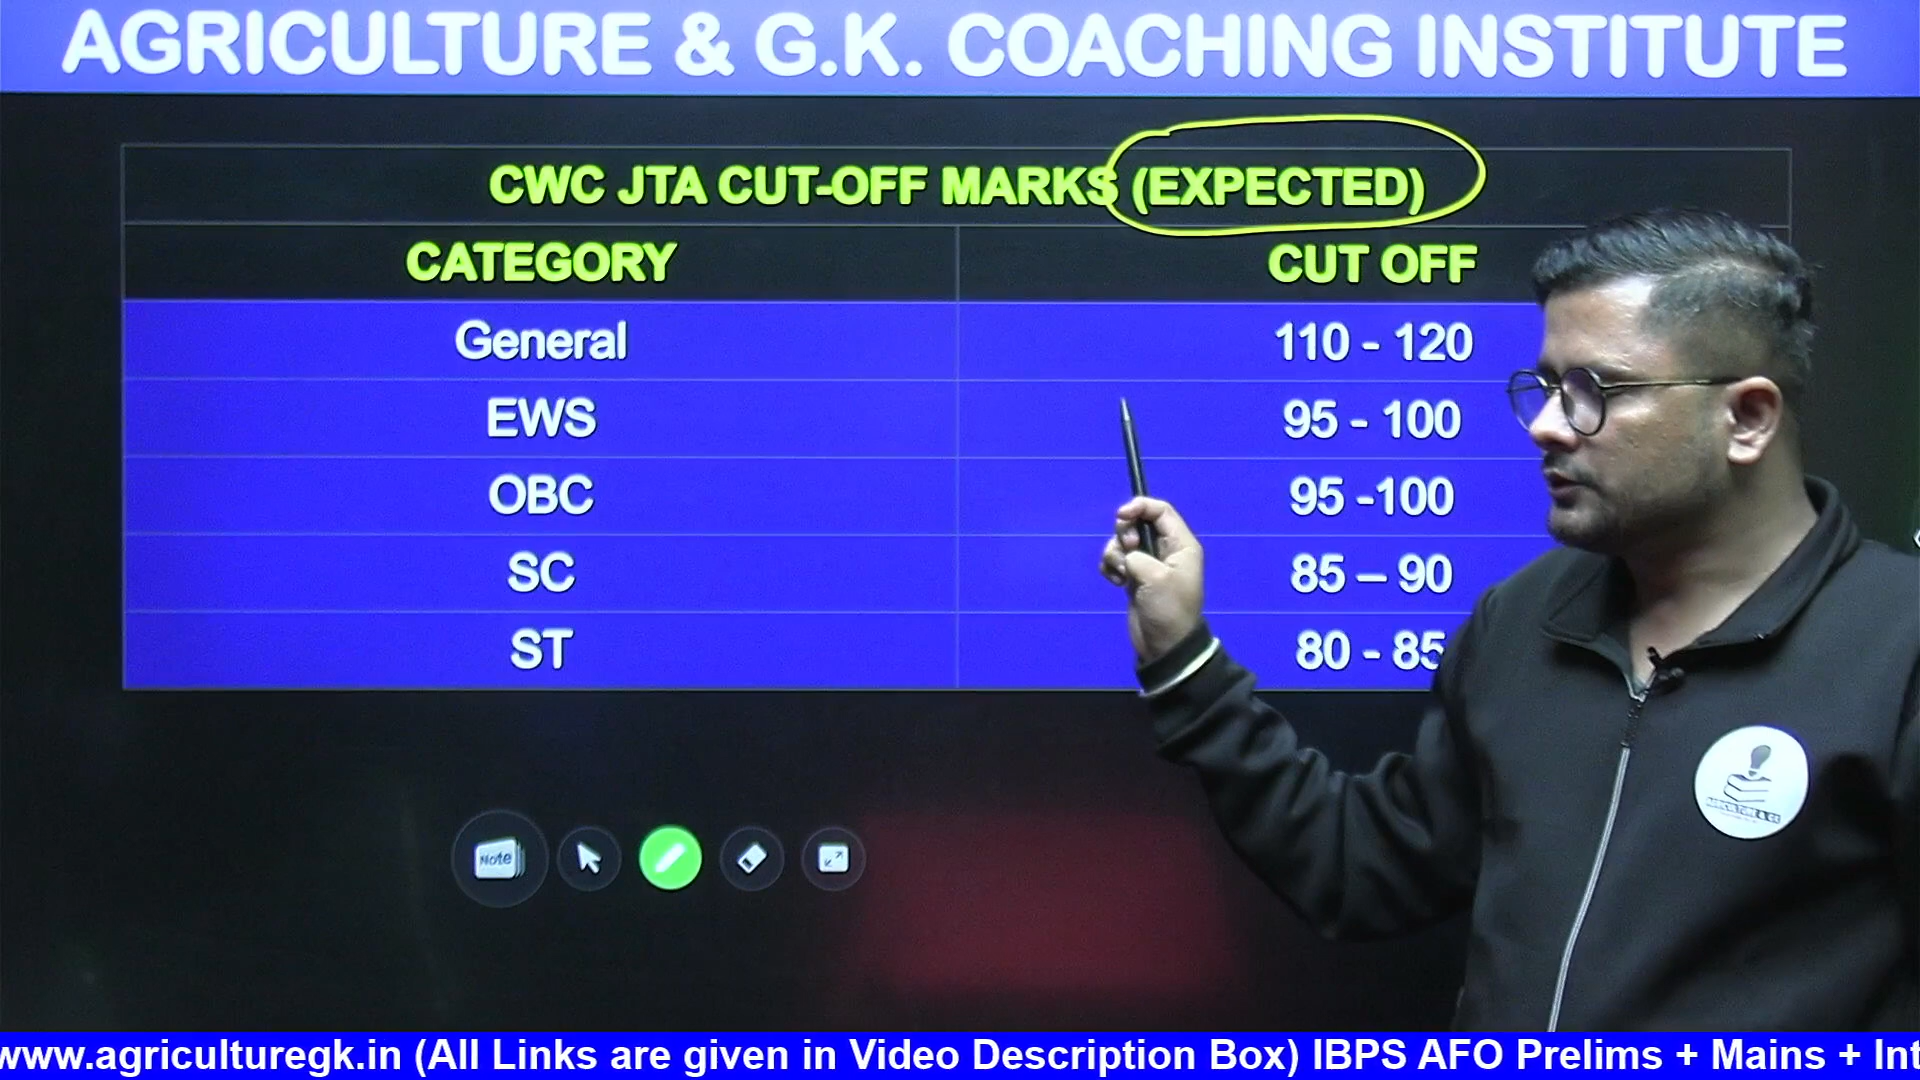 AGRICULTURE & G.K. COACHING INSTITUTE
CWC JTA CUT-OFF MARKS (EXPECTED)
CATEGORY CUT OFF
General 110 - 120
EWS 95 - 100
OBC 95 -100
SC 85 – 90
ST 80 - 85
Note
AGRICULTURE & GK
www.agriculturegk.in (All Links are given in Video Description Box) IBPS AFO Prelims + Mains + Int